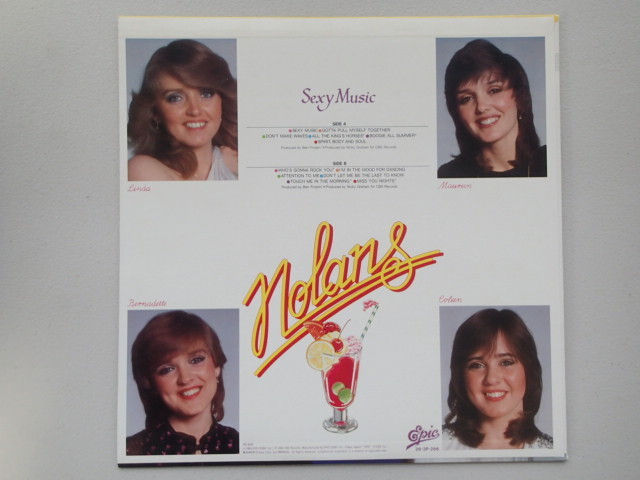 Sexy Music
SIDE A
●SEXY MUSIC●GOTTA PULL MYSELF TOGETHER
●DON'T MAKE WAVES●ALL THE KING'S HORSES●BOOGIE ALL SUMMER!
●SPIRIT, BODY AND SOUL
SIDE B
●WHO'S GONNA ROCK YOU?●I'M IN THE MOOD FOR DANCING
●ATTENTION TO ME●DON'T LET ME BE THE LAST TO KNOW
●TOUCH ME IN THE MORNING●MISS YOU NIGHTS
Linda
Maureen
Nolans
Bernadette
Coleen
Epic